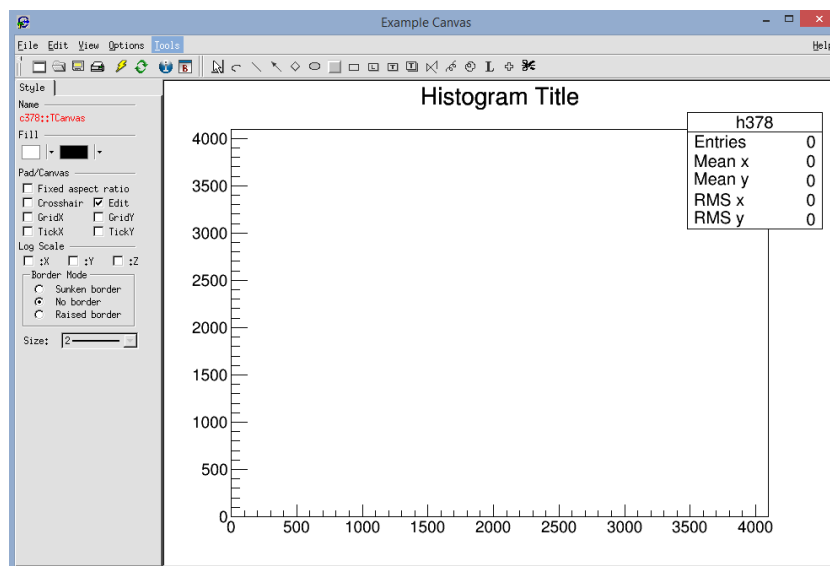 Example Canvas
File Edit View Options Tools Help
L
Style
Name
c378::TCanvas
Fill
Pad/Canvas
Fixed aspect ratio
Crosshair Edit
GridX GridY
TickX TickY
Log Scale
:X :Y :Z
Border Mode
Sunken border
No border
Raised border
Size: 2
Histogram Title
h378
Entries 0
Mean x 0
Mean y 0
RMS x 0
RMS y 0
4000
3500
3000
2500
2000
1500
1000
500
0
0 500 1000 1500 2000 2500 3000 3500 4000